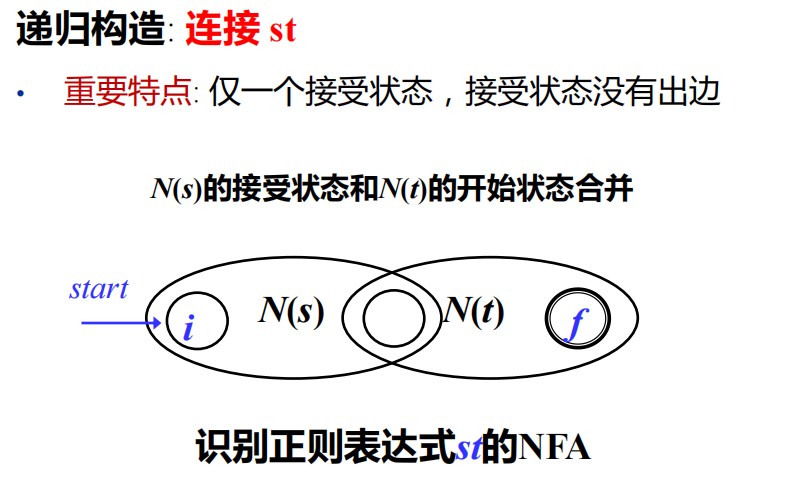 递归构造: 连接 st
• 重要特点: 仅一个接受状态，接受状态没有出边
N(s)的接受状态和N(t)的开始状态合并
start
i N(s) N(t) f
识别正则表达式st的NFA